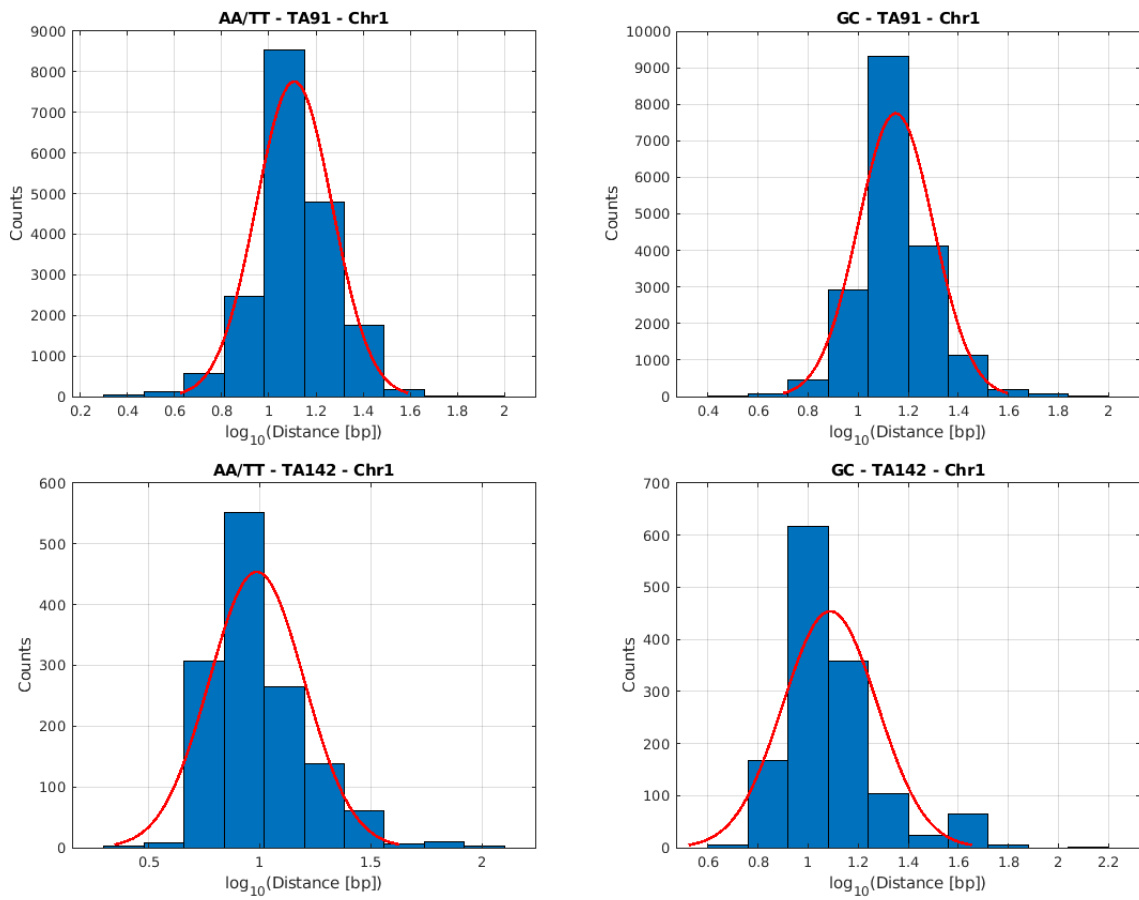 AA/TT - TA91 - Chr1
9000
8000
7000
6000
5000
4000
3000
2000
1000
0
Counts
0.2 0.4 0.6 0.8 1 1.2 1.4 1.6 1.8 2
log10(Distance [bp])
GC - TA91 - Chr1
10000
9000
8000
7000
6000
5000
4000
3000
2000
1000
0
Counts
0.4 0.6 0.8 1 1.2 1.4 1.6 1.8 2
log10(Distance [bp])
AA/TT - TA142 - Chr1
600
500
400
300
200
100
0
Counts
0.5 1 1.5 2
log10(Distance [bp])
GC - TA142 - Chr1
700
600
500
400
300
200
100
0
Counts
0.6 0.8 1 1.2 1.4 1.6 1.8 2 2.2
log10(Distance [bp])